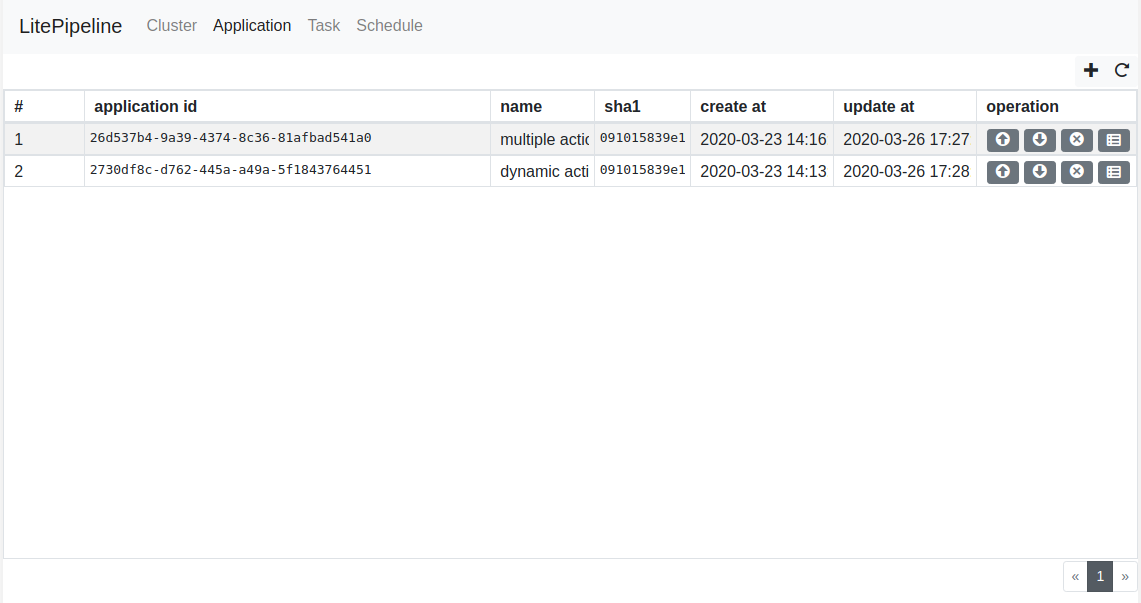 LitePipeline Cluster Application Task Schedule
# application id name sha1 create at update at operation
1 26d537b4-9a39-4374-8c36-81afbad541a0 multiple actic 091015839e1 2020-03-23 14:16 2020-03-26 17:27
2 2730df8c-d762-445a-a49a-5f1843764451 dynamic acti 091015839e1 2020-03-23 14:13 2020-03-26 17:28
« 1 »